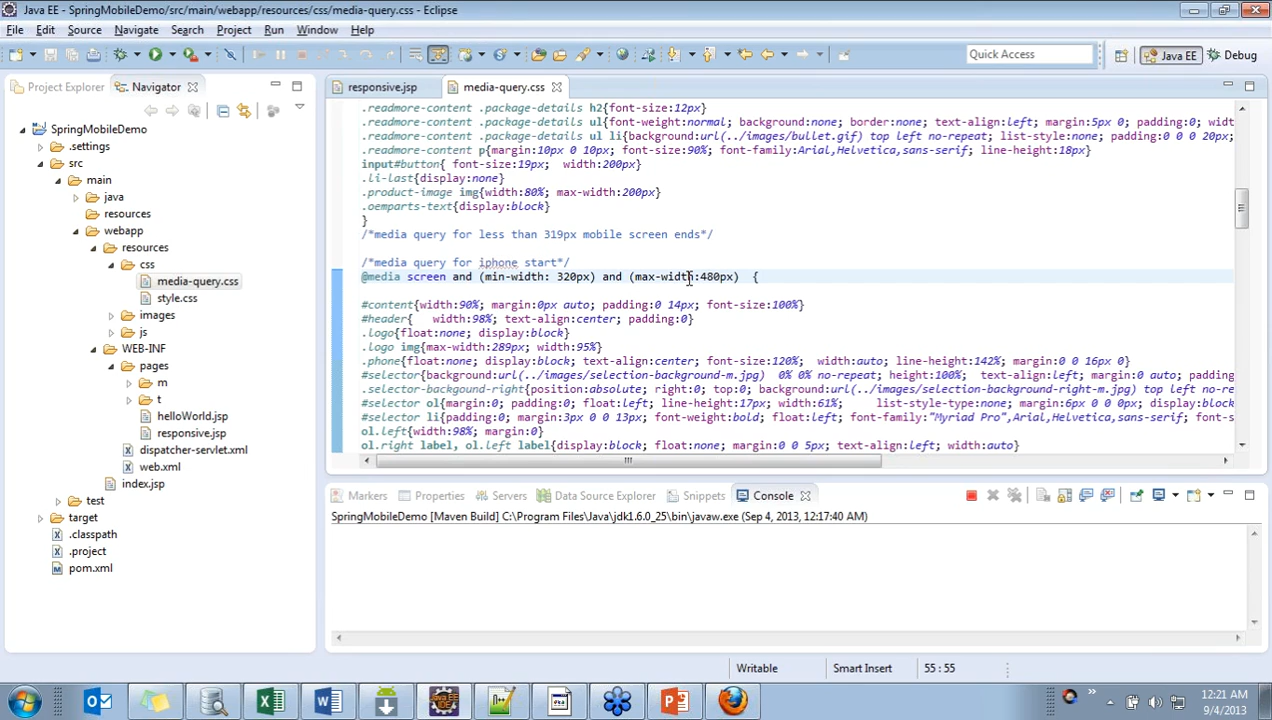 Java EE - SpringMobileDemo/src/main/webapp/resources/css/media-query.css - Eclipse
File Edit Source Navigate Search Project Run Window Help
Quick Access
Java EE
Debug
Project Explorer
Navigator
SpringMobileDemo
.settings
src
main
java
resources
webapp
resources
css
media-query.css
style.css
images
js
WEB-INF
pages
m
t
helloWorld.jsp
responsive.jsp
dispatcher-servlet.xml
web.xml
index.jsp
test
target
.classpath
.project
pom.xml
responsive.jsp
media-query.css
.readmore-content .package-details h2{font-size:12px}
.readmore-content .package-details ul{font-weight:normal; background:none; border:none; text-align:left; margin:5px 0; padding:0; widt
.readmore-content .package-details ul li{background:url(../images/bullet.gif) top left no-repeat; list-style:none; padding:0 0 0 20px;
.readmore-content p{margin:10px 0 10px; font-size:90%; font-family:Arial,Helvetica,sans-serif; line-height:18px}
input#button{ font-size:19px; width:200px}
.li-last{display:none}
.product-image img{width:80%; max-width:200px}
.oemparts-text{display:block}
}
/*media query for less than 319px mobile screen ends*/
/*media query for iphone start*/
@media screen and (min-width: 320px) and (max-width:480px) {
#content{width:90%; margin:0px auto; padding:0 14px; font-size:100%}
#header{ width:98%; text-align:center; padding:0}
.logo{float:none; display:block}
.logo img{max-width:289px; width:95%}
.phone{float:none; display:block; text-align:center; font-size:120%; width:auto; line-height:142%; margin:0 0 16px 0}
#selector{background:url(../images/selection-background-m.jpg) 0% 0% no-repeat; height:100%; text-align:left; margin:0 auto; padding
.selector-backgound-right{position:absolute; right:0; top:0; background:url(../images/selection-background-right-m.jpg) top left no-re
#selector ol{margin:0; padding:0; float:left; line-height:17px; width:61%; list-style-type:none; margin:6px 0 0 0px; display:block
#selector li{padding:0; margin:3px 0 0 13px; font-weight:bold; float:left; font-family:"Myriad Pro",Arial,Helvetica,sans-serif; font-s
ol.left{width:98%; margin:0}
ol.right label, ol.left label{display:block; float:none; margin:0 0 5px; text-align:left; width:auto}
Markers
Properties
Servers
Data Source Explorer
Snippets
Console
SpringMobileDemo [Maven Build] C:\Program Files\Java\jdk1.6.0_25\bin\javaw.exe (Sep 4, 2013, 12:17:40 AM)
Writable
Smart Insert
55 : 55
12:21 AM
9/4/2013